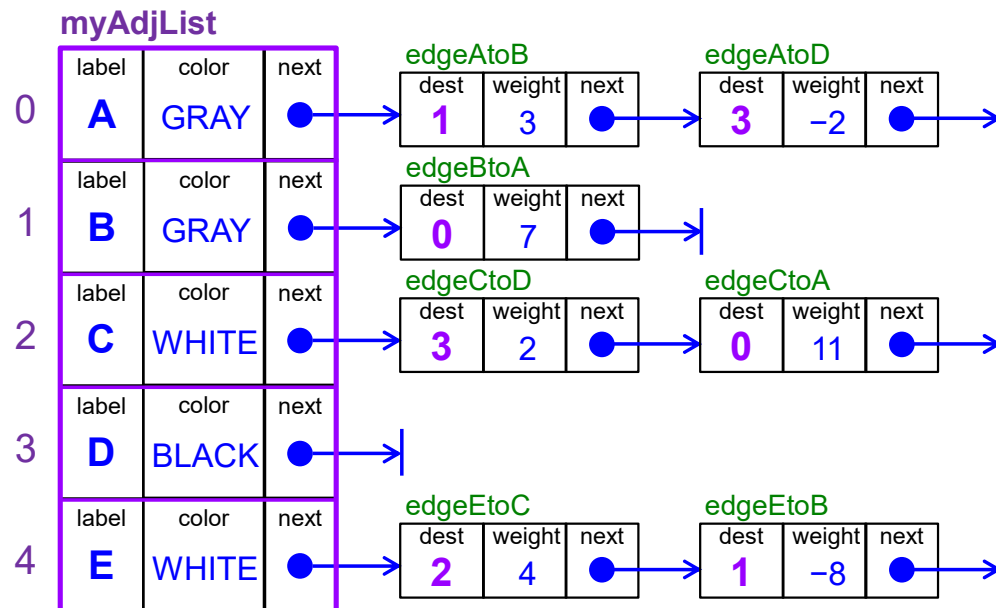 myAdjList
edgeAtoB edgeAtoD
label color next dest weight next dest weight next
0 A GRAY 1 3 3 −2
edgeBtoA
label color next dest weight next
1 B GRAY 0 7
edgeCtoD edgeCtoA
label color next dest weight next dest weight next
2 C WHITE 3 2 0 11
label color next
3 D BLACK
edgeEtoC edgeEtoB
label color next dest weight next dest weight next
4 E WHITE 2 4 1 −8